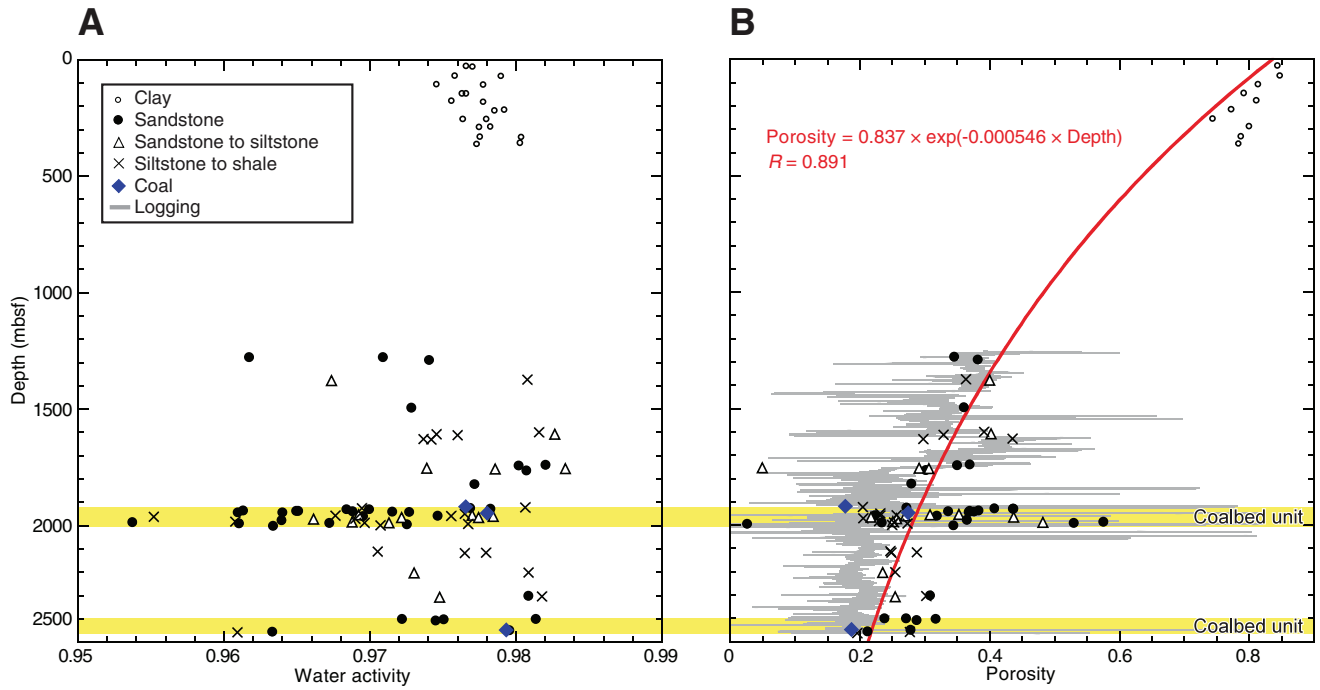 A
B
0
500
1000
1500
2000
2500
Depth (mbsf)
Clay
Sandstone
Sandstone to siltstone
Siltstone to shale
Coal
Logging
0.95
0.96
0.97
0.98
0.99
Water activity
Porosity = 0.837 × exp(-0.000546 × Depth)
R = 0.891
Coalbed unit
Coalbed unit
0
0.2
0.4
0.6
0.8
Porosity